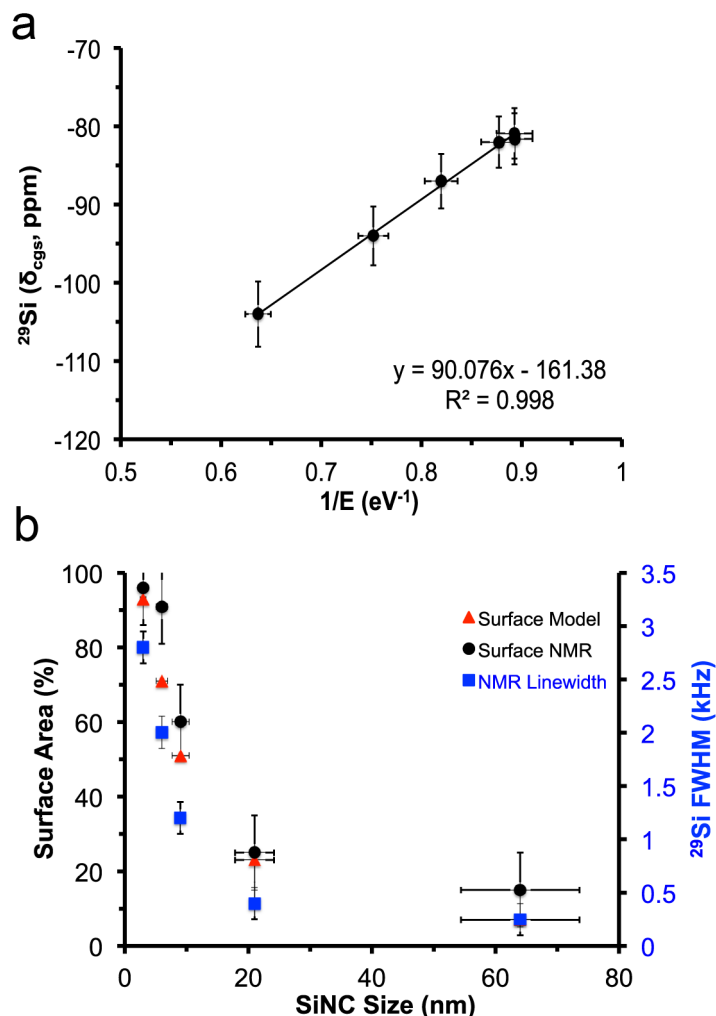 a
-70
-80
-90
-100
-110
-120
²⁹Si (δcgs, ppm)
y = 90.076x - 161.38
R² = 0.998
0.5 0.6 0.7 0.8 0.9 1
1/E (eV⁻¹)
b
100
80
60
40
20
0
Surface Area (%)
Surface Model
Surface NMR
NMR Linewidth
3.5
3
2.5
2
1.5
1
0.5
0
²⁹Si FWHM (kHz)
0 20 40 60 80
SiNC Size (nm)